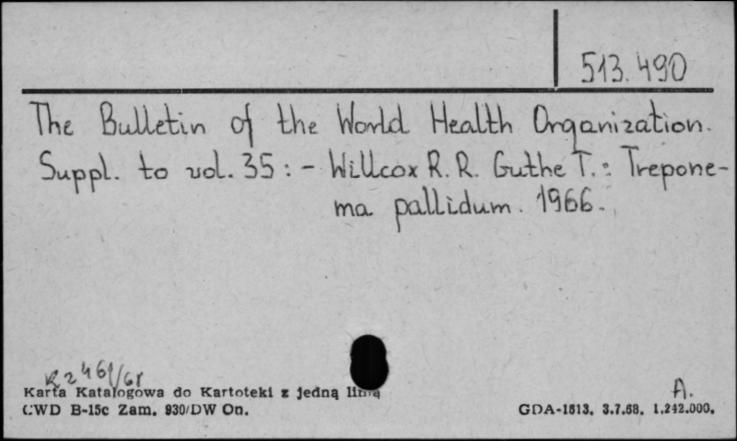 513.490
The Bulletin of the World Health Organization.
Suppl. to vol. 35 : - Willcox R. R. Guthe T. : Trepone-
ma pallidum. 1966.
A.
Karta Katalogowa do Kartoteki z jedną linią
CWD B-15c Zam. 930/DW On.
GDA-1613. 3.7.68. 1.242.000.